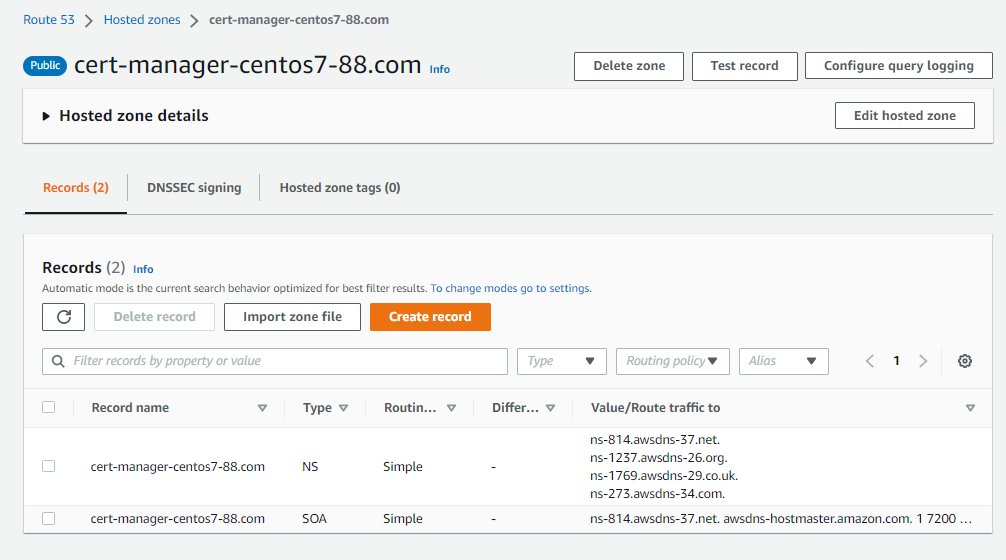 Route 53 > Hosted zones > cert-manager-centos7-88.com
Public cert-manager-centos7-88.com Info
Delete zone Test record Configure query logging
Hosted zone details
Edit hosted zone
Records (2) DNSSEC signing Hosted zone tags (0)
Records (2) Info
Automatic mode is the current search behavior optimized for best filter results. To change modes go to settings.
Delete record Import zone file Create record
Filter records by property or value Type Routing policy Alias 1
Record name Type Routin... Differ... Value/Route traffic to
cert-manager-centos7-88.com NS Simple - ns-814.awsdns-37.net.
ns-1237.awsdns-26.org.
ns-1769.awsdns-29.co.uk.
ns-273.awsdns-34.com.
cert-manager-centos7-88.com SOA Simple - ns-814.awsdns-37.net. awsdns-hostmaster.amazon.com. 1 7200 ...